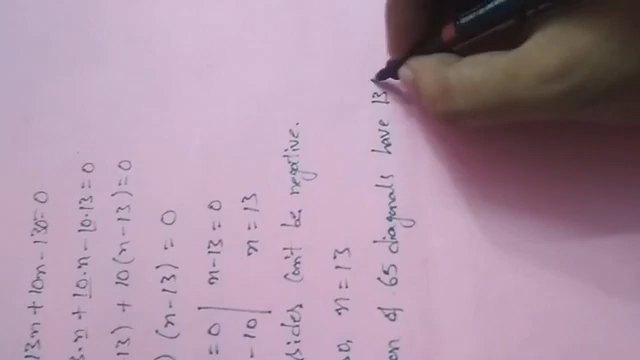 13n + 10n - 130 = 0
3.n + 10.n - 10.13 = 0
13) + 10(n - 13) = 0
) (n - 13) = 0
= 0 | n - 13 = 0
- 10 | n = 13
sides can't be negative.
so, n = 13
on of 65 diagonals have 13